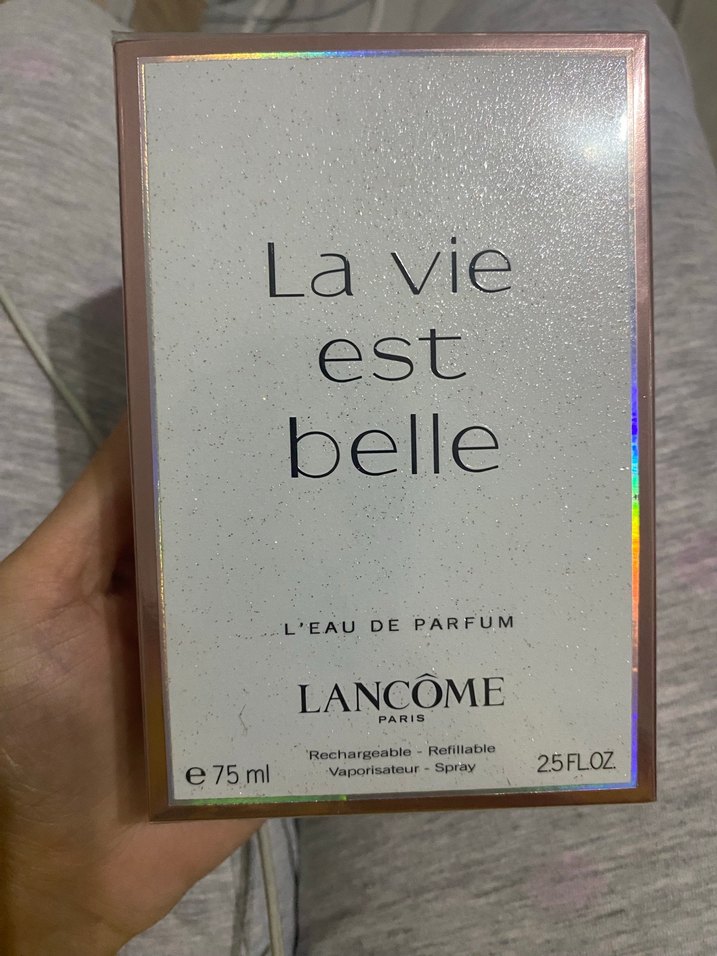 La vie
est
belle
L'EAU DE PARFUM
LANCÔME
PARIS
Rechargeable - Refillable
Vaporisateur - Spray
e 75 ml
2.5 FL.OZ.